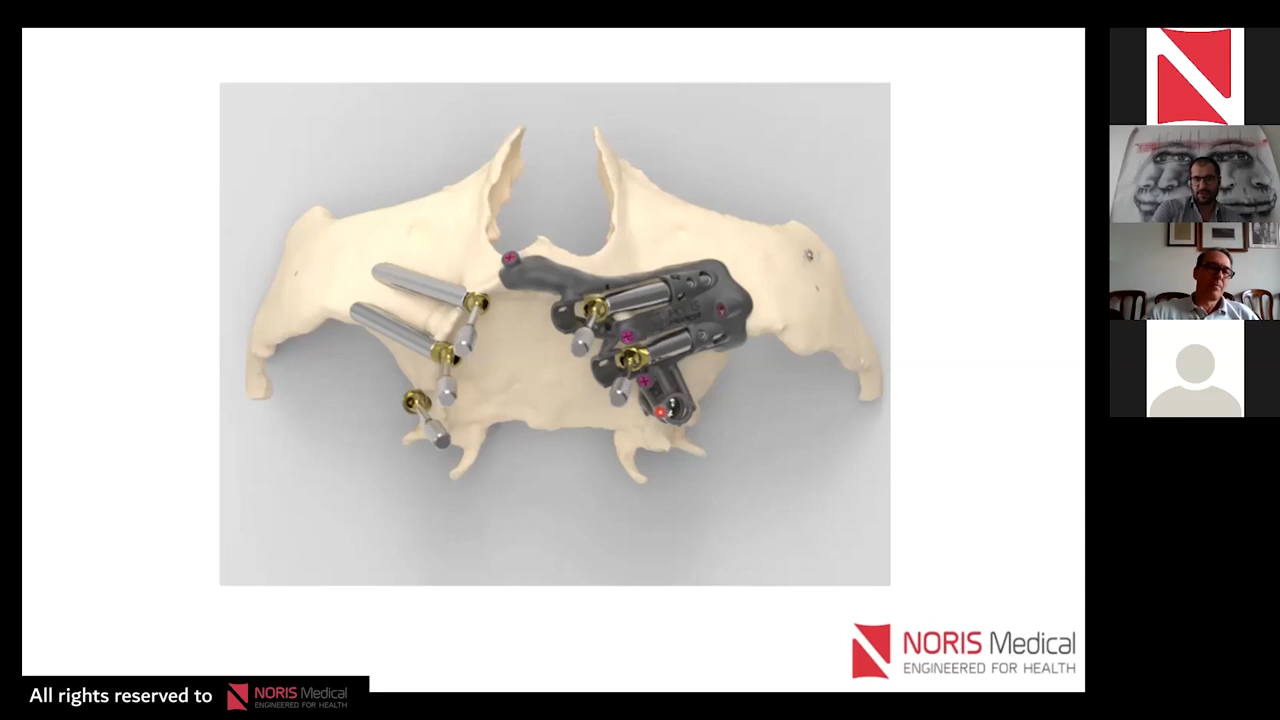 NORIS Medical
ENGINEERED FOR HEALTH
All rights reserved to
NORIS Medical
ENGINEERED FOR HEALTH